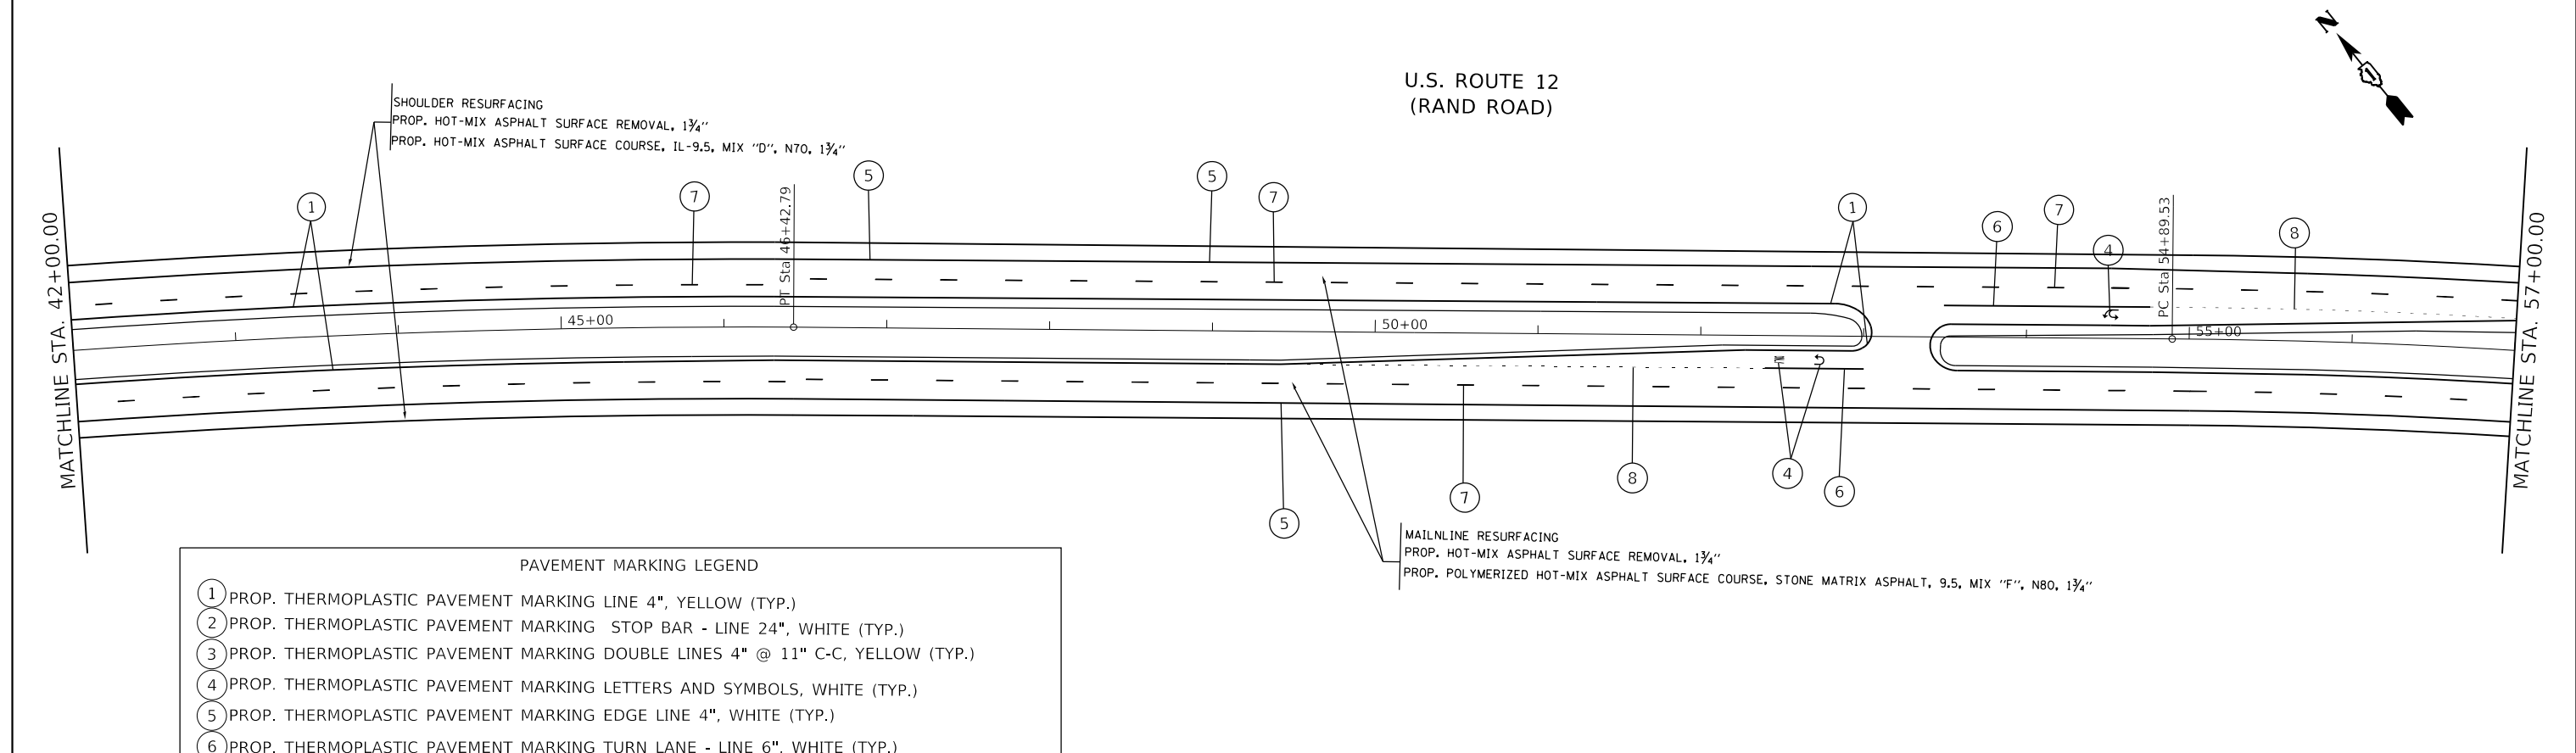 N
U.S. ROUTE 12
(RAND ROAD)
SHOULDER RESURFACING
PROP. HOT-MIX ASPHALT SURFACE REMOVAL, 1¾"
PROP. HOT-MIX ASPHALT SURFACE COURSE, IL-9.5, MIX "D", N70, 1¾"
MATCHLINE STA. 42+00.00
1
7
PT Sta 46+42.79
5
5
7
1
6
7
4
PC Sta 54+89.53
8
MATCHLINE STA. 57+00.00
45+00
50+00
55+00
5
7
8
4
6
MAILNLINE RESURFACING
PROP. HOT-MIX ASPHALT SURFACE REMOVAL, 1¾"
PROP. POLYMERIZED HOT-MIX ASPHALT SURFACE COURSE, STONE MATRIX ASPHALT, 9.5, MIX "F", N80, 1¾"
PAVEMENT MARKING LEGEND
1 PROP. THERMOPLASTIC PAVEMENT MARKING LINE 4", YELLOW (TYP.)
2 PROP. THERMOPLASTIC PAVEMENT MARKING STOP BAR - LINE 24", WHITE (TYP.)
3 PROP. THERMOPLASTIC PAVEMENT MARKING DOUBLE LINES 4" @ 11" C-C, YELLOW (TYP.)
4 PROP. THERMOPLASTIC PAVEMENT MARKING LETTERS AND SYMBOLS, WHITE (TYP.)
5 PROP. THERMOPLASTIC PAVEMENT MARKING EDGE LINE 4", WHITE (TYP.)
6 PROP. THERMOPLASTIC PAVEMENT MARKING TURN LANE - LINE 6", WHITE (TYP.)